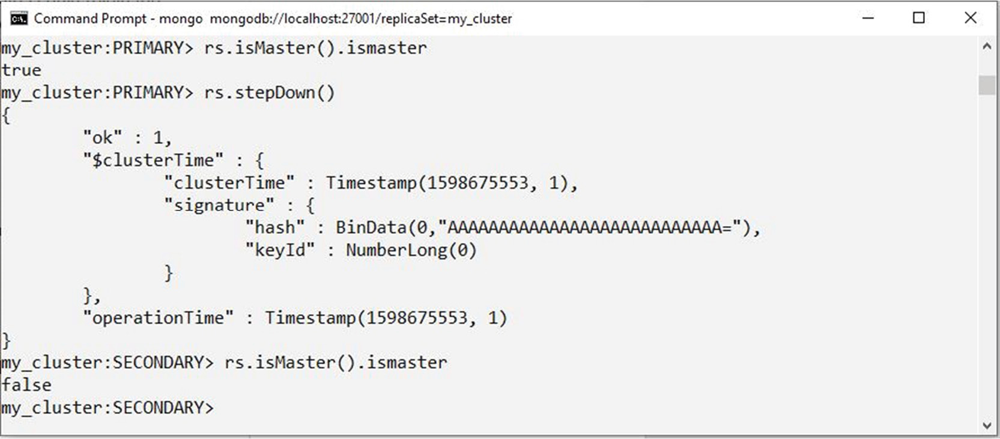 Command Prompt - mongo  mongodb://localhost:27001/replicaSet=my_cluster
my_cluster:PRIMARY> rs.isMaster().ismaster
true
my_cluster:PRIMARY> rs.stepDown()
{
        "ok" : 1,
        "$clusterTime" : {
                "clusterTime" : Timestamp(1598675553, 1),
                "signature" : {
                        "hash" : BinData(0,"AAAAAAAAAAAAAAAAAAAAAAAAAAA="),
                        "keyId" : NumberLong(0)
                }
        },
        "operationTime" : Timestamp(1598675553, 1)
}
my_cluster:SECONDARY> rs.isMaster().ismaster
false
my_cluster:SECONDARY>